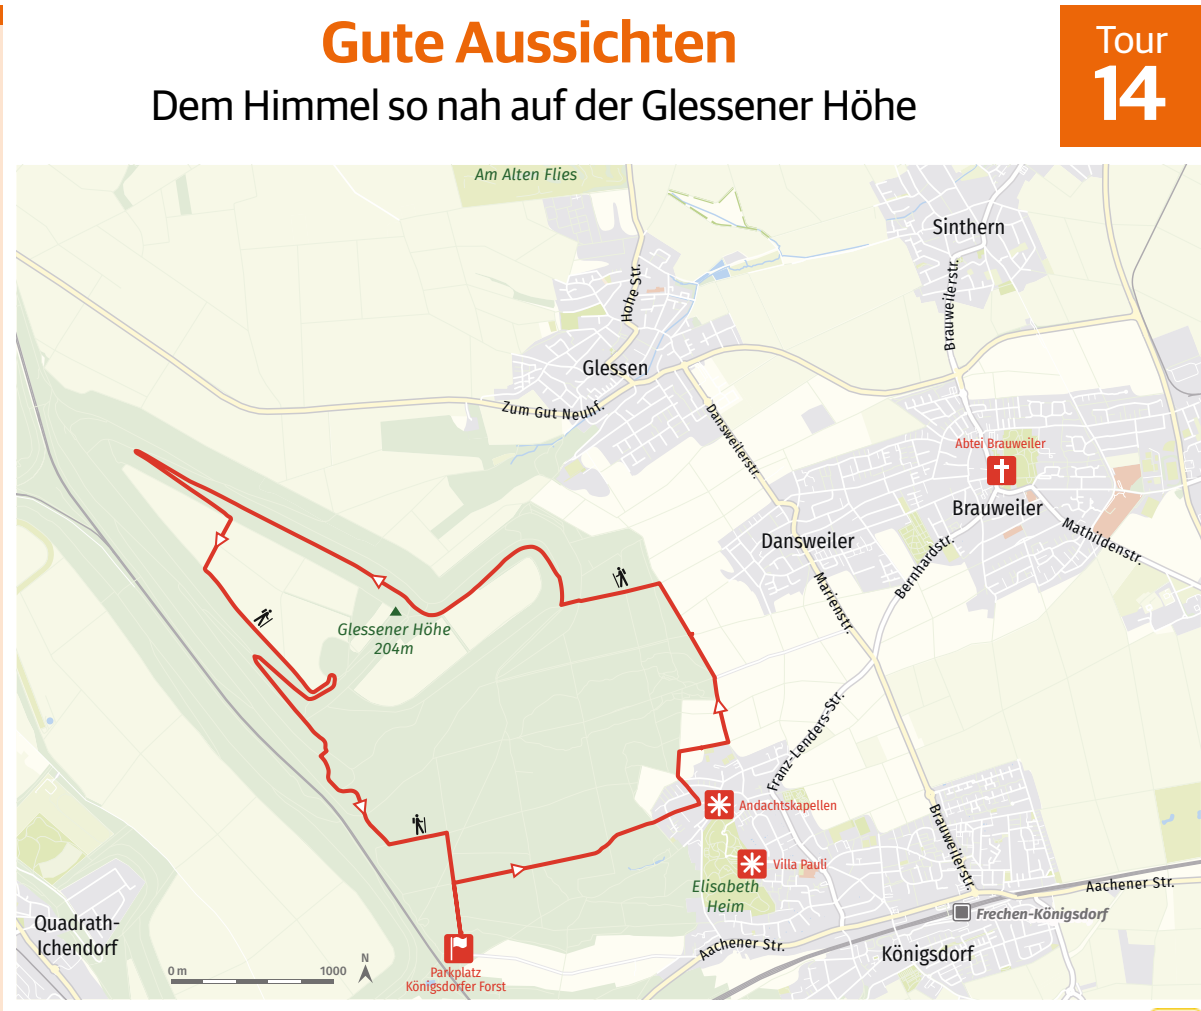 Gute Aussichten
Dem Himmel so nah auf der Glessener Höhe
Tour
14
Am Alten Flies
Sinthern
Hohe Str.
Brauweilerstr.
Glessen
Zum Gut Neuhf.
Dansweilerstr.
Abtei Brauweiler
Brauweiler
Mathildenstr.
Dansweiler
Bernhardstr.
Marienstr.
Glessener Höhe
204m
Franz-Lenders-Str.
Andachtskapellen
Brauweilerstr.
Villa Pauli
Elisabeth
Heim
Aachener Str.
Frechen-Königsdorf
Quadrath-
Ichendorf
Aachener Str.
Königsdorf
0 m
1000
N
Parkplatz
Königsdorfer Forst